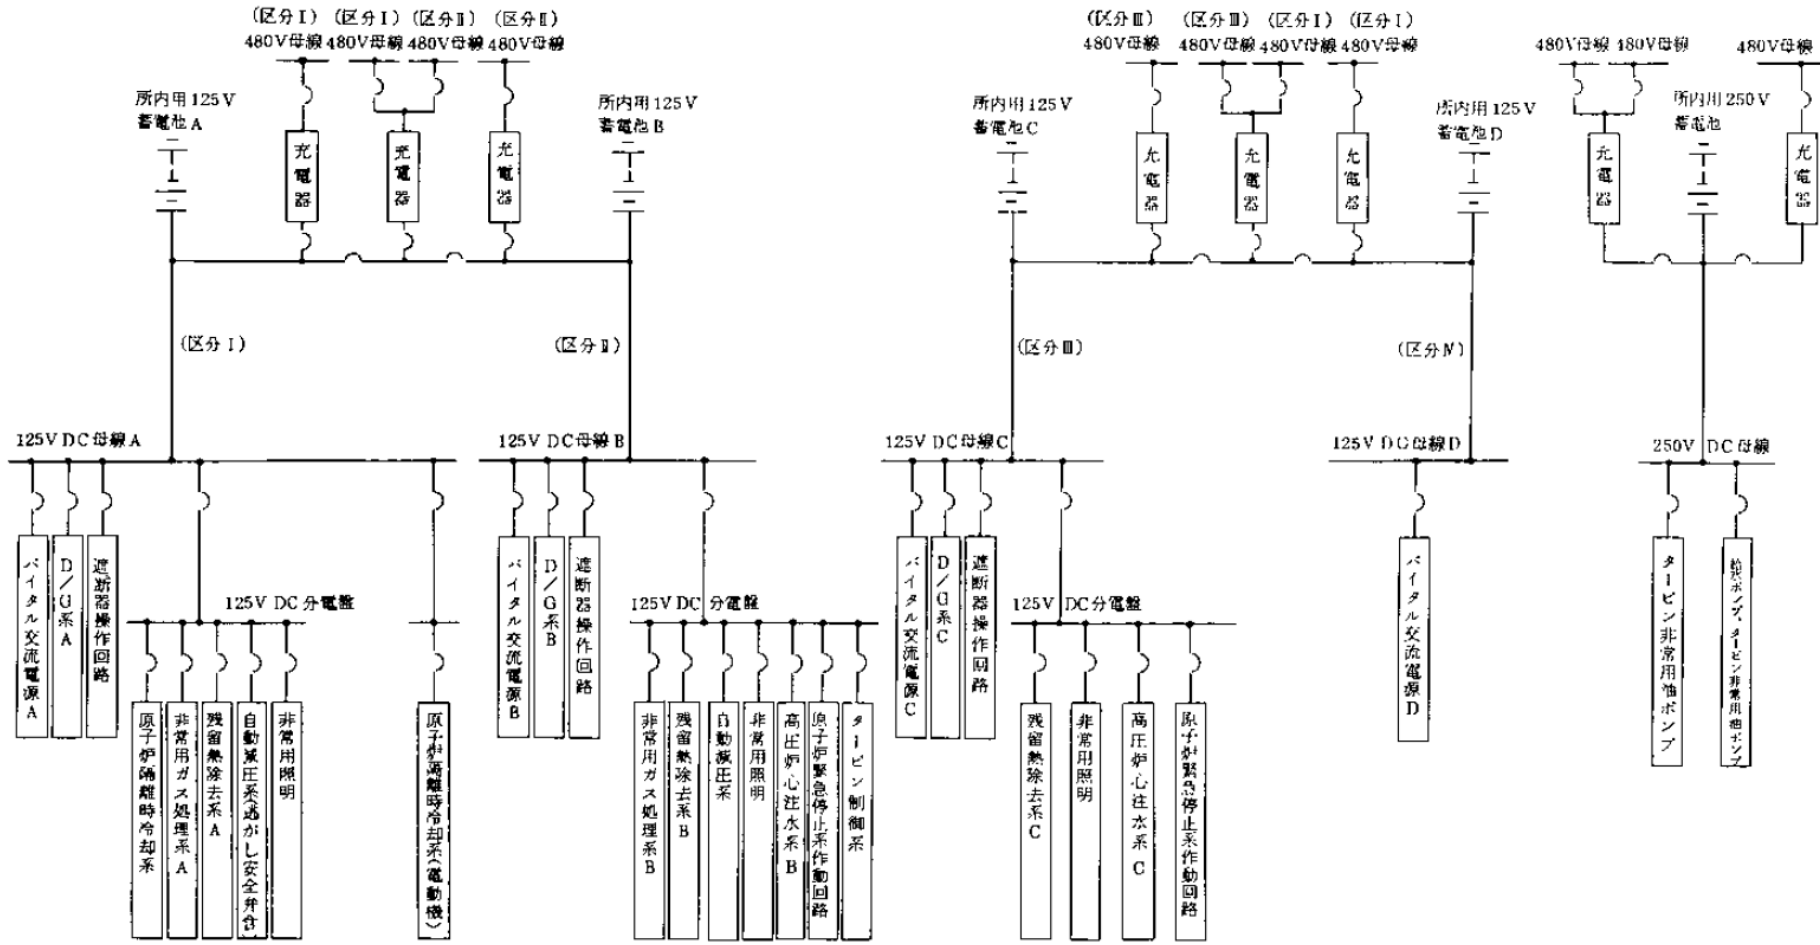 (区分Ⅰ) (区分Ⅰ) (区分Ⅱ) (区分Ⅱ)
480V母線 480V母線 480V母線 480V母線
(区分Ⅲ) (区分Ⅲ) (区分Ⅰ) (区分Ⅰ)
480V母線 480V母線 480V母線 480V母線
480V母線 480V母線 480V母線
所内用125V
蓄電池A
充電器
充電器
充電器
所内用125V
蓄電池B
所内用125V
蓄電池C
充電器
充電器
充電器
所内用125V
蓄電池D
充電器
所内用250V
蓄電池
充電器
(区分Ⅰ)
(区分Ⅱ)
(区分Ⅲ)
(区分Ⅳ)
125V DC母線A
125V DC母線B
125V DC母線C
125V DC母線D
250V DC母線
バイタル交流電源A
D/G系A
遮断器操作回路
125V DC分電盤
原子炉隔離時冷却系
非常用ガス処理系A
残留熱除去系A
自動減圧系(逃がし安全弁含)
非常用照明
原子炉隔離時冷却系(電動機)
バイタル交流電源B
D/G系B
遮断器操作回路
125V DC分電盤
非常用ガス処理系B
残留熱除去系B
自動減圧系
非常用照明
高圧炉心注水系B
原子炉緊急停止系作動回路
タービン制御系
バイタル交流電源C
D/G系C
遮断器操作回路
125V DC分電盤
残留熱除去系C
非常用照明
高圧炉心注水系C
原子炉緊急停止系作動回路
バイタル交流電源D
タービン非常用油ポンプ
給水ポンプ、タービン非常用油ポンプ